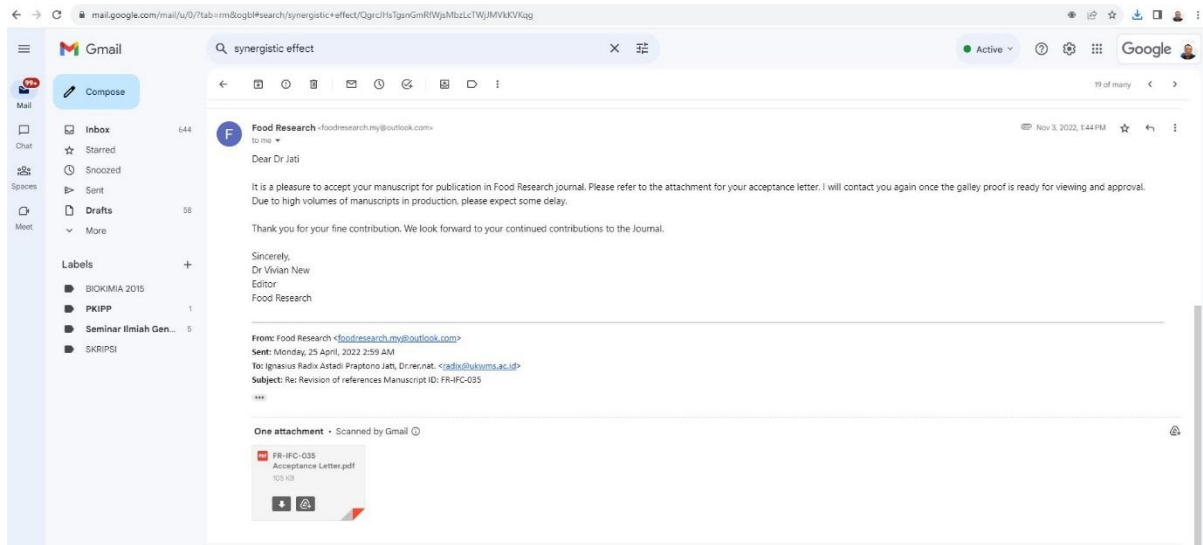 mail.google.com/mail/u/0/?tab=rm&ogbl#search/synergistic+effect/QgrcJHsTgsnGmRfWjsMbzLcTWjJMVkKVKqg
Gmail
synergistic effect
Active
Google
99+
Mail
Chat
Spaces
Meet
Compose
Inbox 644
Starred
Snoozed
Sent
Drafts 58
More
Labels
BIOKIMIA 2015
PKIPP 1
Seminar Ilmiah Gen... 5
SKRIPSI
19 of many
F
Food Research <foodresearch.my@outlook.com>
Nov 3, 2022, 1:44 PM
to me
Dear Dr Jati
It is a pleasure to accept your manuscript for publication in Food Research journal. Please refer to the attachment for your acceptance letter. I will contact you again once the galley proof is ready for viewing and approval.
Due to high volumes of manuscripts in production, please expect some delay.
Thank you for your fine contribution. We look forward to your continued contributions to the Journal.
Sincerely,
Dr Vivian New
Editor
Food Research
From: Food Research <foodresearch.my@outlook.com>
Sent: Monday, 25 April, 2022 2:59 AM
To: Ignasius Radix Astadi Praptono Jati, Dr.rer.nat. <radix@ukwms.ac.id>
Subject: Re: Revision of references Manuscript ID: FR-IFC-035
One attachment • Scanned by Gmail
PDF
FR-IFC-035
Acceptance Letter.pdf
105 KB